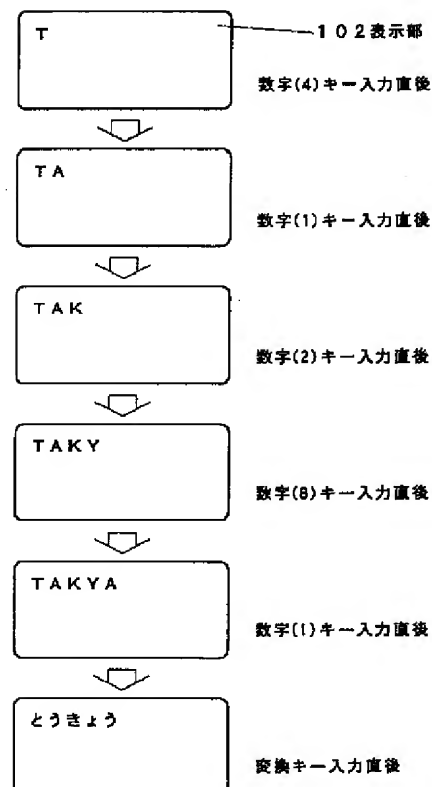 T
102表示部
数字(4)キー入力直後
TA
数字(1)キー入力直後
TAK
数字(2)キー入力直後
TAKY
数字(8)キー入力直後
TAKYA
数字(1)キー入力直後
とうきょう
変換キー入力直後